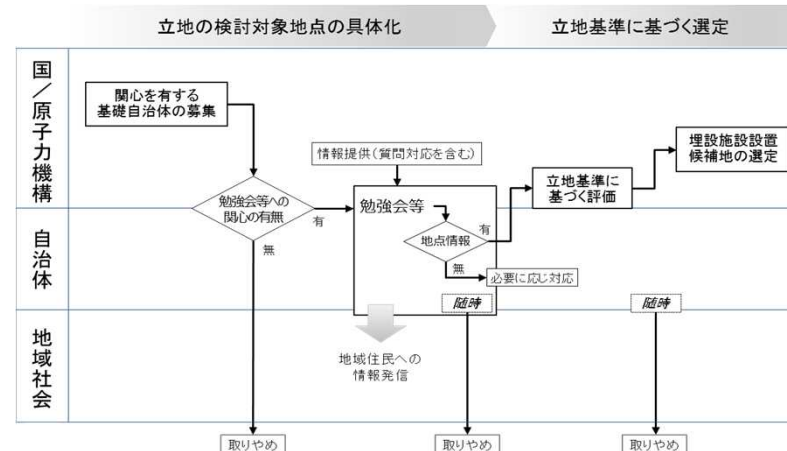 立地の検討対象地点の具体化
立地基準に基づく選定
国／原子力機構
関心を有する
基礎自治体の募集
情報提供(質問対応を含む)
埋設施設設置
候補地の選定
立地基準に
基づく評価
勉強会等への
関心の有無
有
無
勉強会等
地点情報
有
無
必要に応じ対応
自治体
随時
随時
地域社会
地域住民への
情報発信
取りやめ
取りやめ
取りやめ